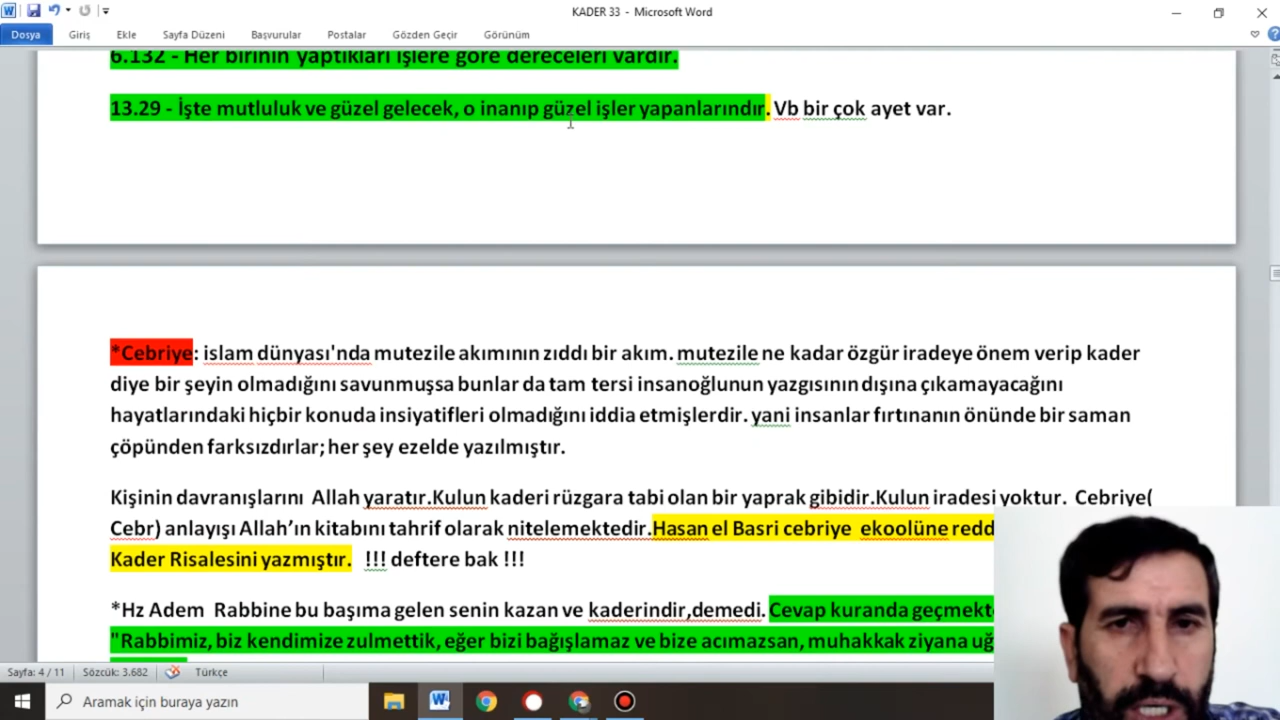 KADER 33 - Microsoft Word
Dosya Giriş Ekle Sayfa Düzeni Başvurular Postalar Gözden Geçir Görünüm
6.132 - Her birinin yaptıkları işlere göre dereceleri vardır.
13.29 - İşte mutluluk ve güzel gelecek, o inanıp güzel işler yapanlarındır. Vb bir çok ayet var.
*Cebriye: islam dünyası'nda mutezile akımının zıddı bir akım. mutezile ne kadar özgür iradeye önem verip kader
diye bir şeyin olmadığını savunmuşsa bunlar da tam tersi insanoğlunun yazgısının dışına çıkamayacağını
hayatlarındaki hiçbir konuda insiyatifleri olmadığını iddia etmişlerdir. yani insanlar fırtınanın önünde bir saman
çöpünden farksızdırlar; her şey ezelde yazılmıştır.
Kişinin davranışlarını Allah yaratır.Kulun kaderi rüzgara tabi olan bir yaprak gibidir.Kulun iradesi yoktur. Cebriye(
Cebr) anlayışı Allah’ın kitabını tahrif olarak nitelemektedir.Hasan el Basri cebriye ekoolüne
Kader Risalesini yazmıştır. !!! deftere bak !!!
*Hz Adem Rabbine bu başıma gelen senin kazan ve kaderindir,demedi. Cevap kuranda
"Rabbimiz, biz kendimize zulmettik, eğer bizi bağışlamaz ve bize acımazsan, muhakkak ziyana
Sayfa: 4 / 11 Sözcük: 3.682 Türkçe
Aramak için buraya yazın